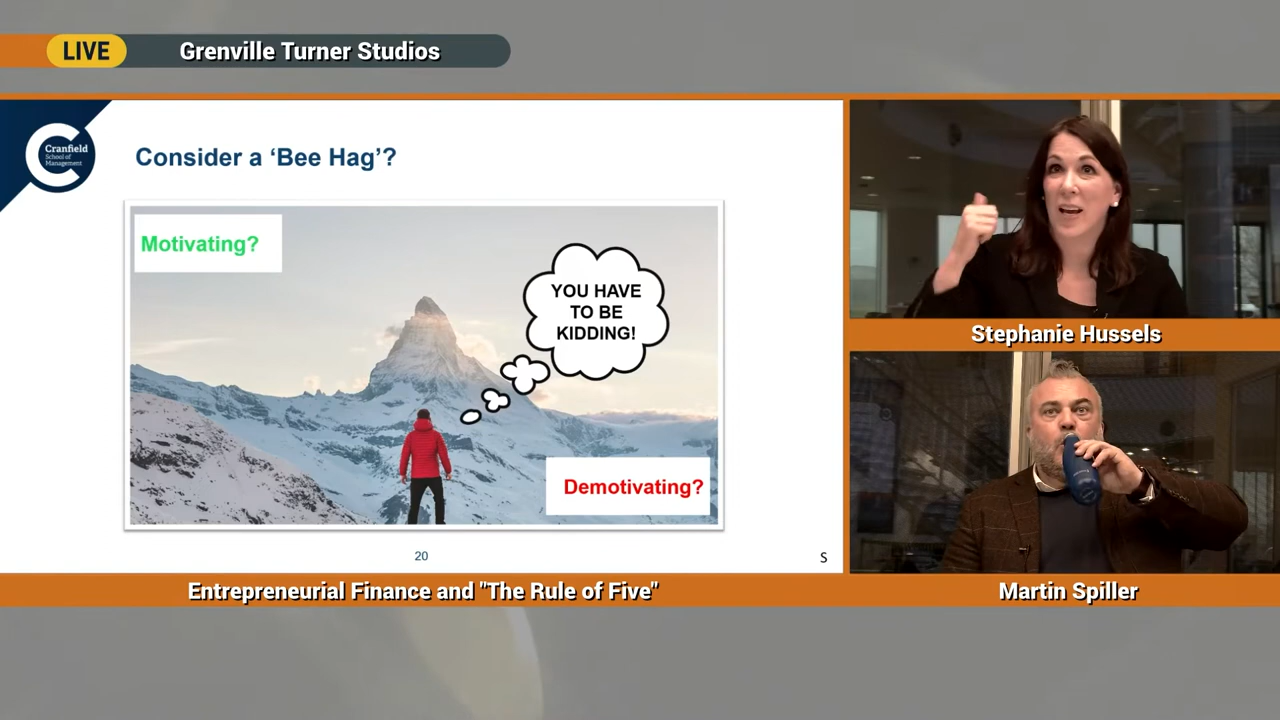 LIVE
Grenville Turner Studios
Cranfield
School of
Management
Consider a ‘Bee Hag’?
Motivating?
YOU HAVE
TO BE
KIDDING!
Demotivating?
20
S
Stephanie Hussels
Entrepreneurial Finance and "The Rule of Five"
Martin Spiller